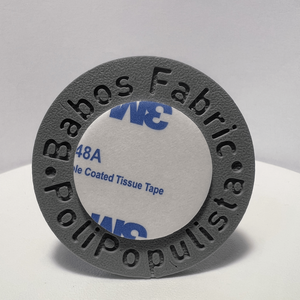 Babos Fabric
3M
48A
le Coated Tissue Tape
3M
PoliPopulista